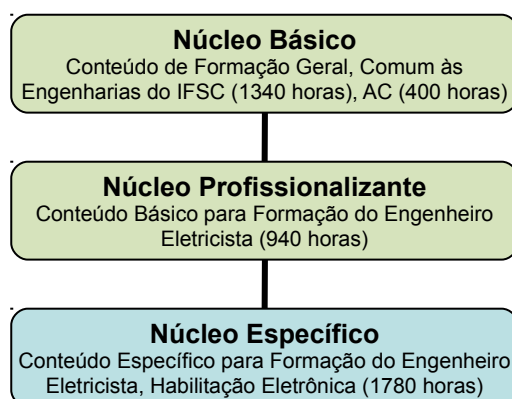 Núcleo Básico
Conteúdo de Formação Geral, Comum às
Engenharias do IFSC (1340 horas), AC (400 horas)
Núcleo Profissionalizante
Conteúdo Básico para Formação do Engenheiro
Eletricista (940 horas)
Núcleo Específico
Conteúdo Específico para Formação do Engenheiro
Eletricista, Habilitação Eletrônica (1780 horas)